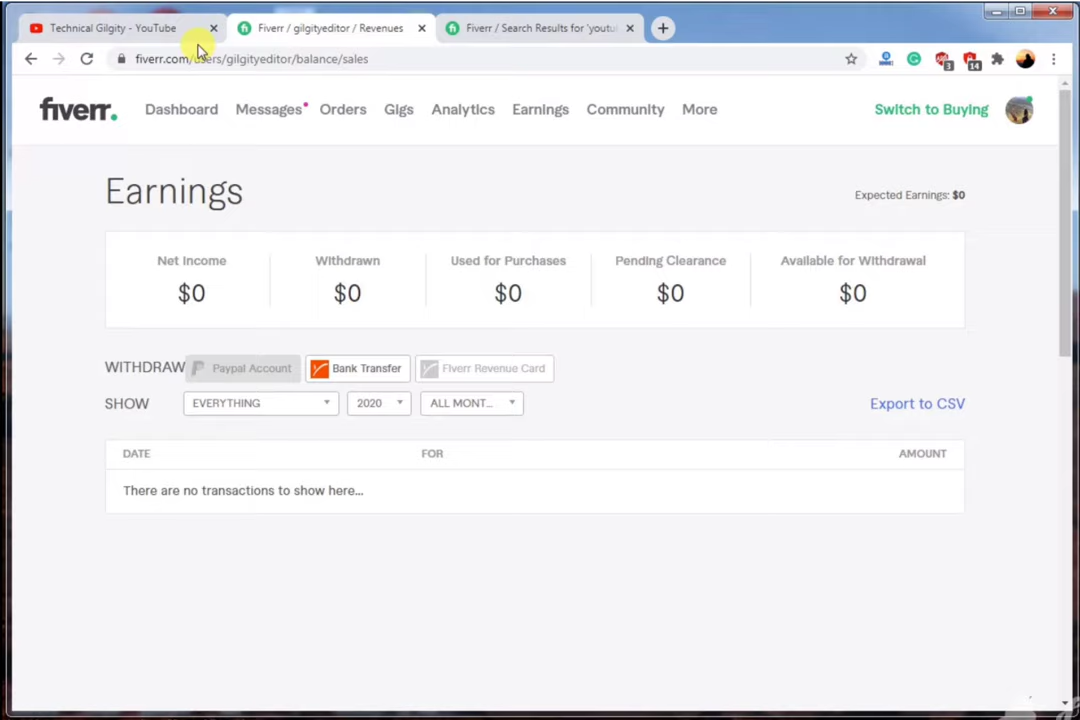 Technical Gilgity - YouTube
Fiverr / gilgityeditor / Revenues
Fiverr / Search Results for 'youtu
fiverr.com/users/gilgityeditor/balance/sales
3
14
fiverr.
Dashboard Messages Orders Gigs Analytics Earnings Community More
Switch to Buying
Earnings
Expected Earnings: $0
Net Income Withdrawn Used for Purchases Pending Clearance Available for Withdrawal
$0 $0 $0 $0 $0
WITHDRAW Paypal Account Bank Transfer Fiverr Revenue Card
SHOW EVERYTHING 2020 ALL MONT...
Export to CSV
DATE FOR AMOUNT
There are no transactions to show here...